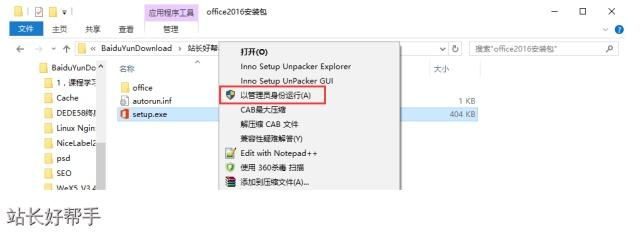 应用程序工具
office2016安装包
文件
主页
共享
查看
管理
« BaiduYunDownload › 站长好帮
搜索"office2016安装包"
BaiduYunDownl
1，课程学习
Cache
DEDE58终
Linux Ngin
NiceLabel2
psd
SEO
WeX5_V3.4
名称
office
autorun.inf
setup.exe
大小
1 KB
404 KB
打开(O)
Inno Setup Unpacker Explorer
Inno Setup UnPacker GUI
以管理员身份运行(A)
CAB最大压缩
解压缩 CAB 文件
兼容性疑难解答(Y)
Edit with Notepad++
使用 360杀毒 扫描
添加到压缩文件(A)...
站长好帮手